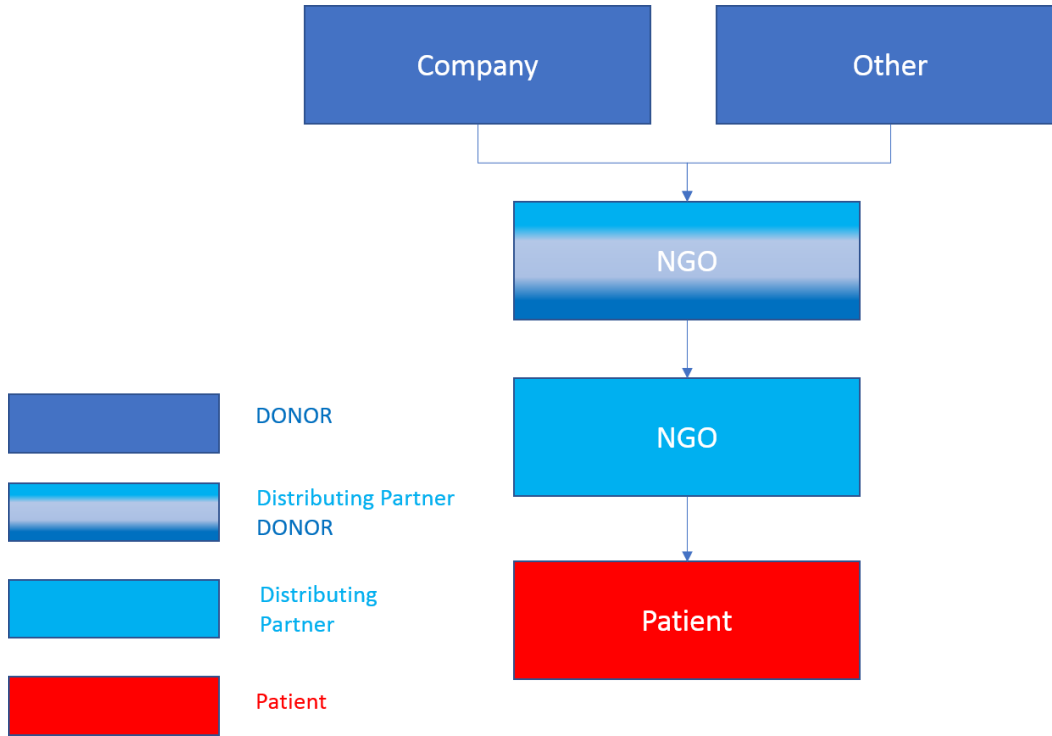 Company
Other
NGO
NGO
Patient
DONOR
Distributing Partner
DONOR
Distributing
Partner
Patient